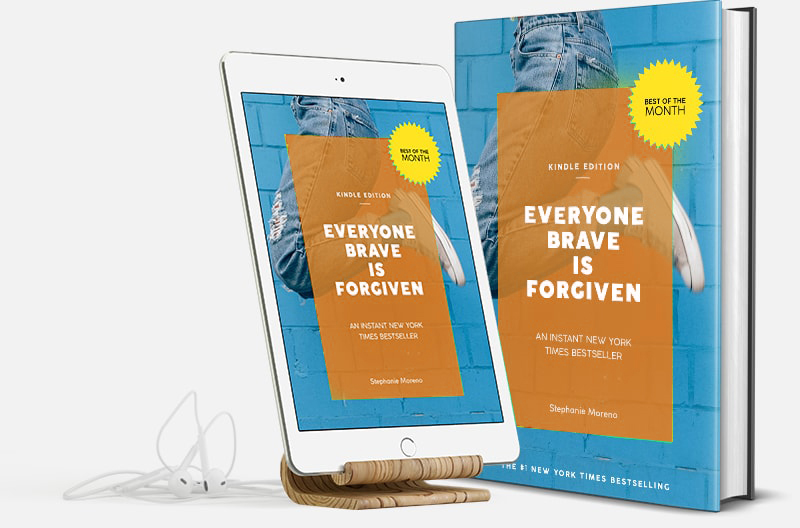 BEST OF THE
MONTH
KINDLE EDITION
EVERYONE
BRAVE
IS
FORGIVEN
AN INSTANT NEW YORK
TIMES BESTSELLER
Stephanie Moreno
BEST OF THE
MONTH
KINDLE EDITION
EVERYONE
BRAVE
IS
FORGIVEN
AN INSTANT NEW YORK
TIMES BESTSELLER
Stephanie Moreno
THE #1 NEW YORK TIMES BESTSELLING